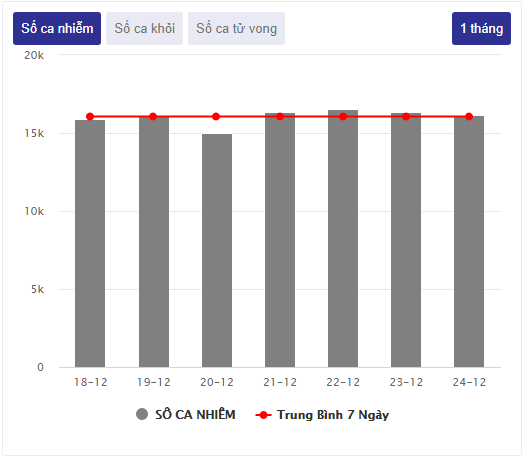 Số ca nhiễm Số ca khỏi Số ca tử vong 1 tháng
20k
15k
10k
5k
0
18-12 19-12 20-12 21-12 22-12 23-12 24-12
SỐ CA NHIỄM Trung Bình 7 Ngày